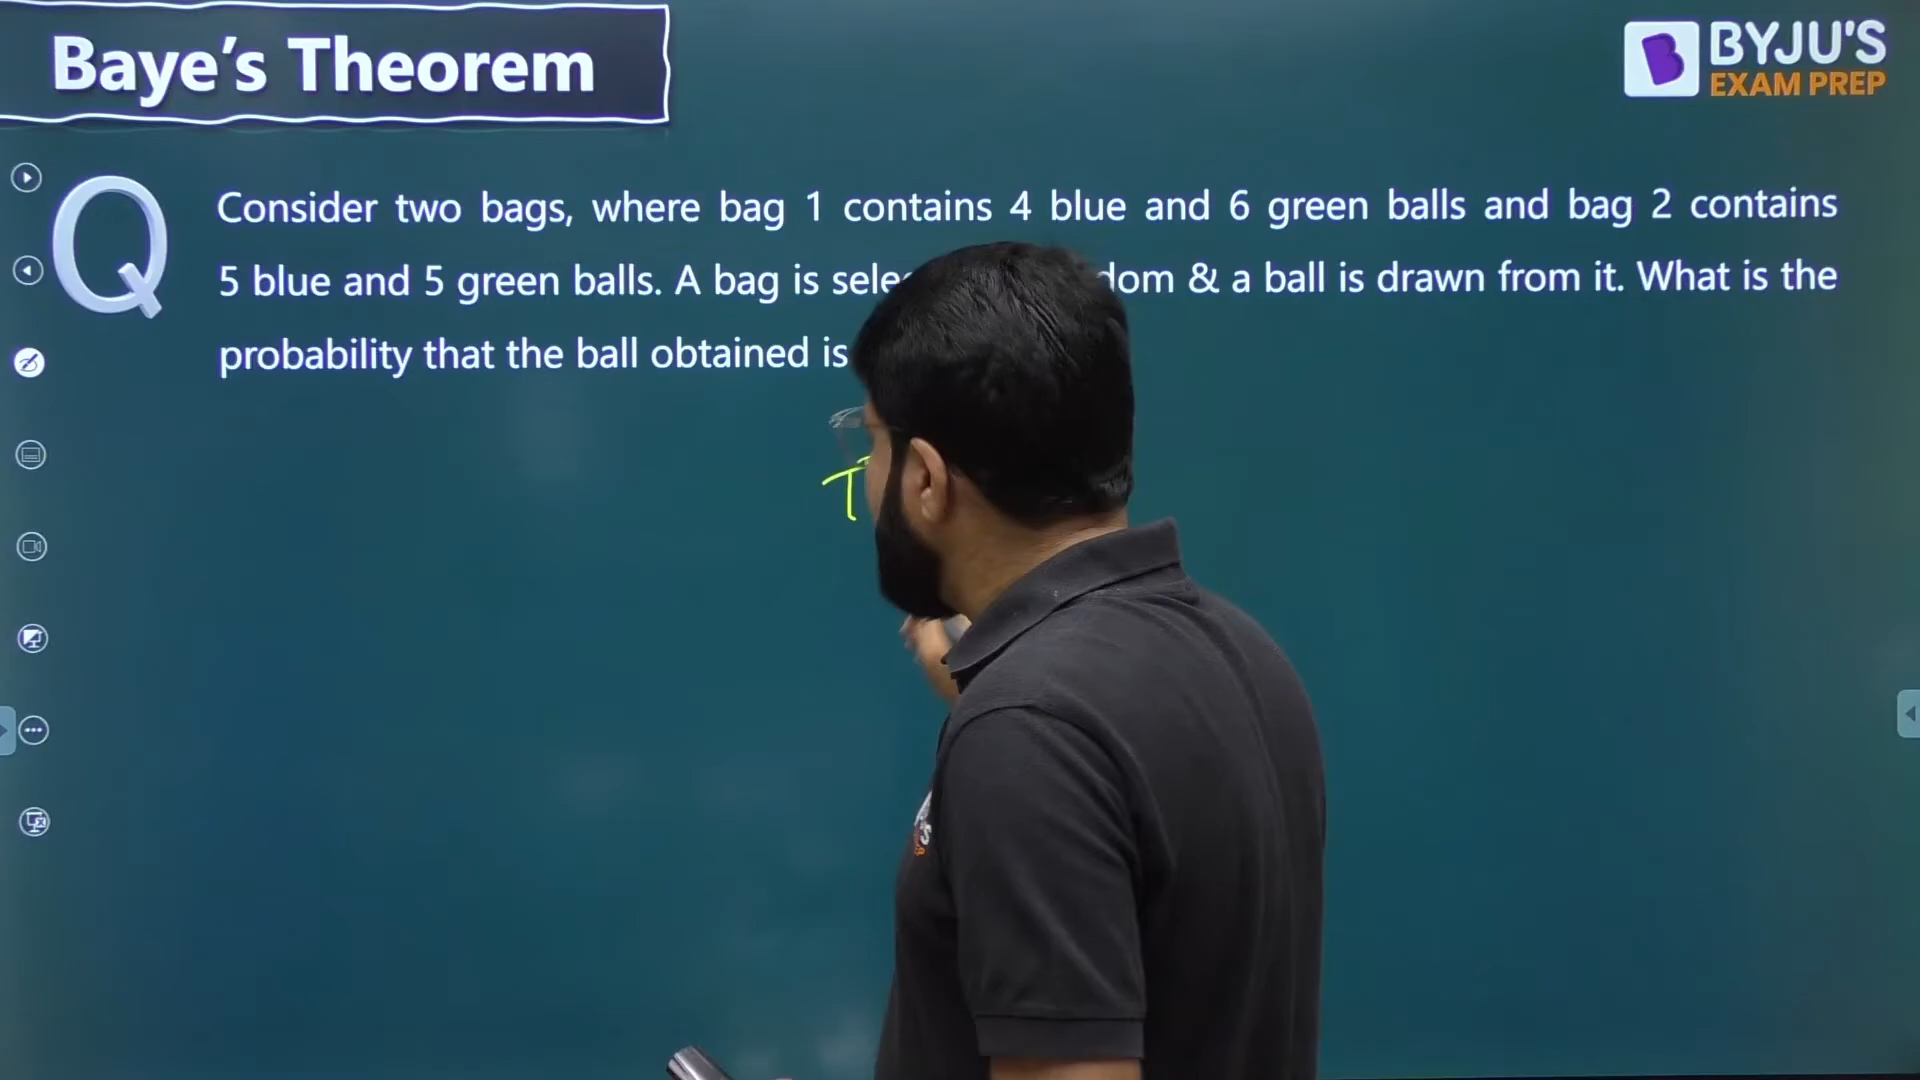 Baye's Theorem
BYJU'S
EXAM PREP
Q
Consider two bags, where bag 1 contains 4 blue and 6 green balls and bag 2 contains
5 blue and 5 green balls. A bag is sele dom & a ball is drawn from it. What is the
probability that the ball obtained is
T